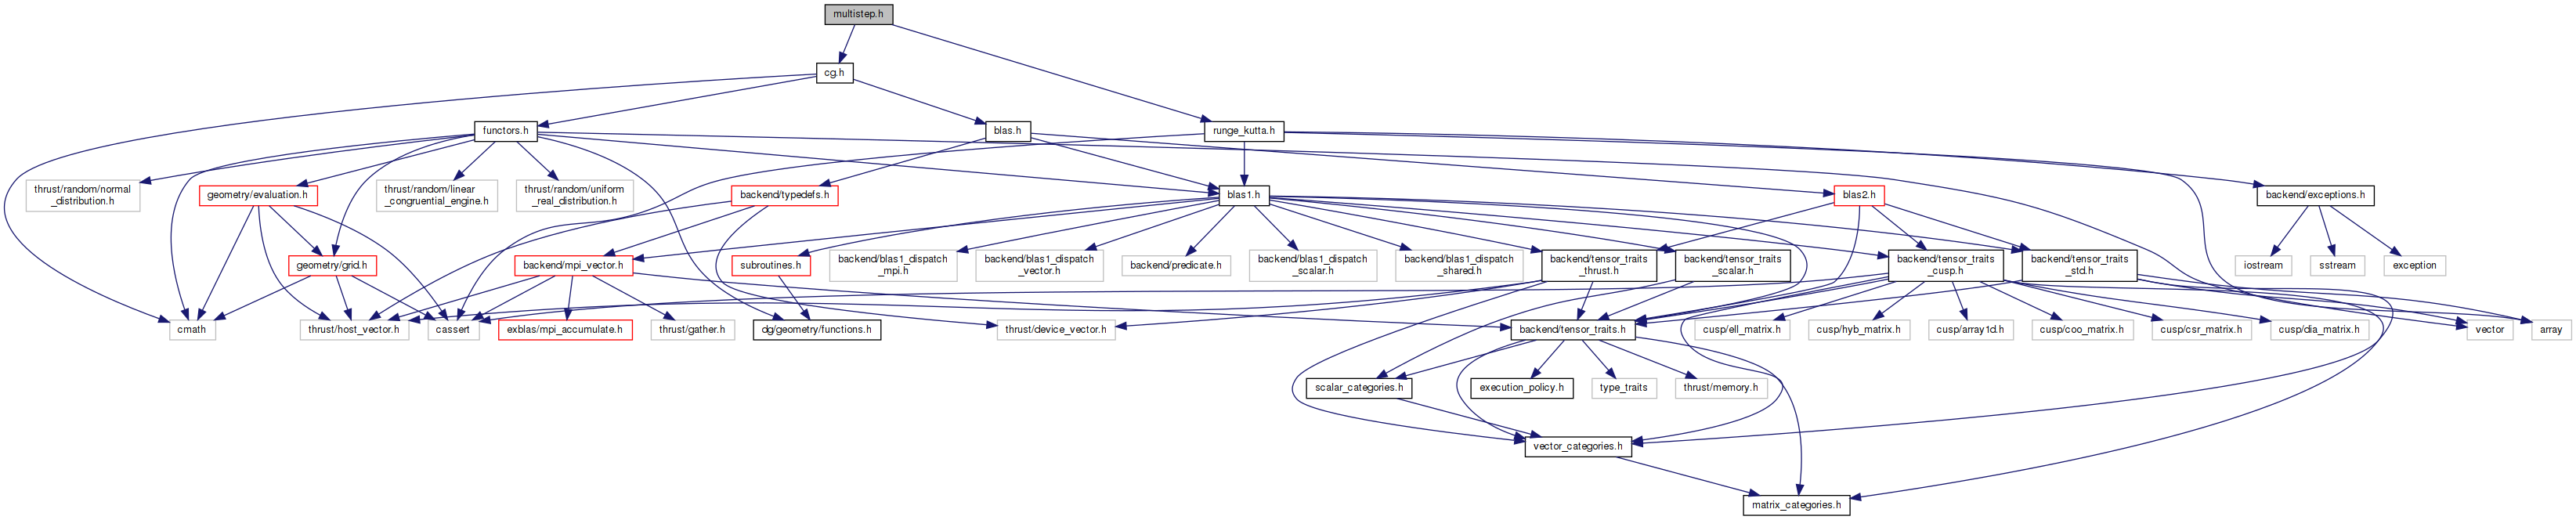 multistep.h
cg.h
functors.h
blas.h
runge_kutta.h
thrust/random/normal
_distribution.h
geometry/evaluation.h
thrust/random/linear
_congruential_engine.h
thrust/random/uniform
_real_distribution.h
backend/typedefs.h
blas1.h
blas2.h
backend/exceptions.h
geometry/grid.h
backend/mpi_vector.h
subroutines.h
backend/blas1_dispatch
_mpi.h
backend/blas1_dispatch
_vector.h
backend/predicate.h
backend/blas1_dispatch
_scalar.h
backend/blas1_dispatch
_shared.h
backend/tensor_traits
_thrust.h
backend/tensor_traits
_scalar.h
backend/tensor_traits
_cusp.h
backend/tensor_traits
_std.h
iostream
sstream
exception
cmath
thrust/host_vector.h
cassert
exblas/mpi_accumulate.h
thrust/gather.h
dg/geometry/functions.h
thrust/device_vector.h
backend/tensor_traits.h
cusp/ell_matrix.h
cusp/hyb_matrix.h
cusp/array1d.h
cusp/coo_matrix.h
cusp/csr_matrix.h
cusp/dia_matrix.h
vector
array
scalar_categories.h
execution_policy.h
type_traits
thrust/memory.h
vector_categories.h
matrix_categories.h